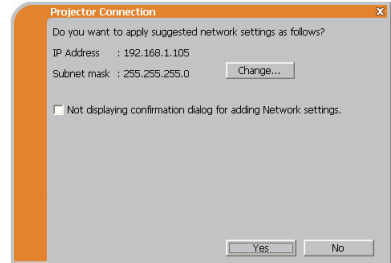 Projector Connection X
Do you want to apply suggested network settings as follows?
IP Address : 192.168.1.105
Subnet mask : 255.255.255.0 Change...
Not displaying confirmation dialog for adding Network settings.
Yes No